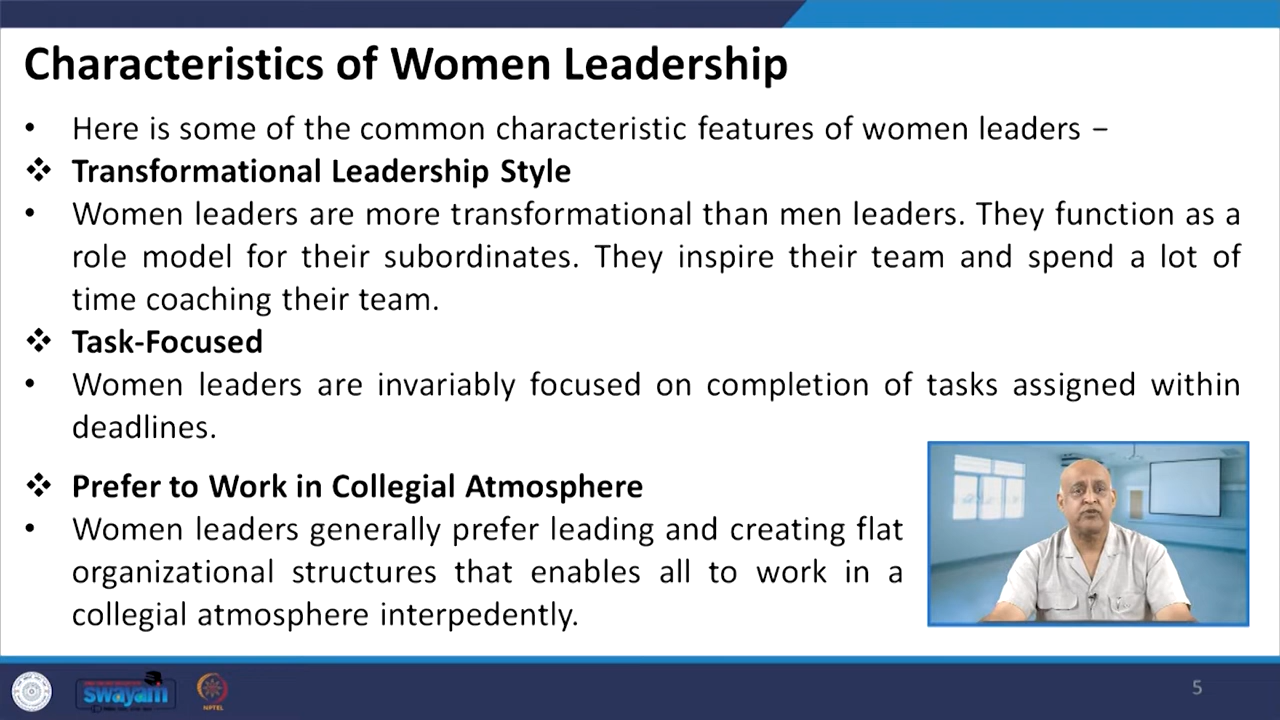 Characteristics of Women Leadership
• Here is some of the common characteristic features of women leaders –
❖ Transformational Leadership Style
• Women leaders are more transformational than men leaders. They function as a
role model for their subordinates. They inspire their team and spend a lot of
time coaching their team.
❖ Task-Focused
• Women leaders are invariably focused on completion of tasks assigned within
deadlines.
❖ Prefer to Work in Collegial Atmosphere
• Women leaders generally prefer leading and creating flat
organizational structures that enables all to work in a
collegial atmosphere interpedently.
swayam
NPTEL
5